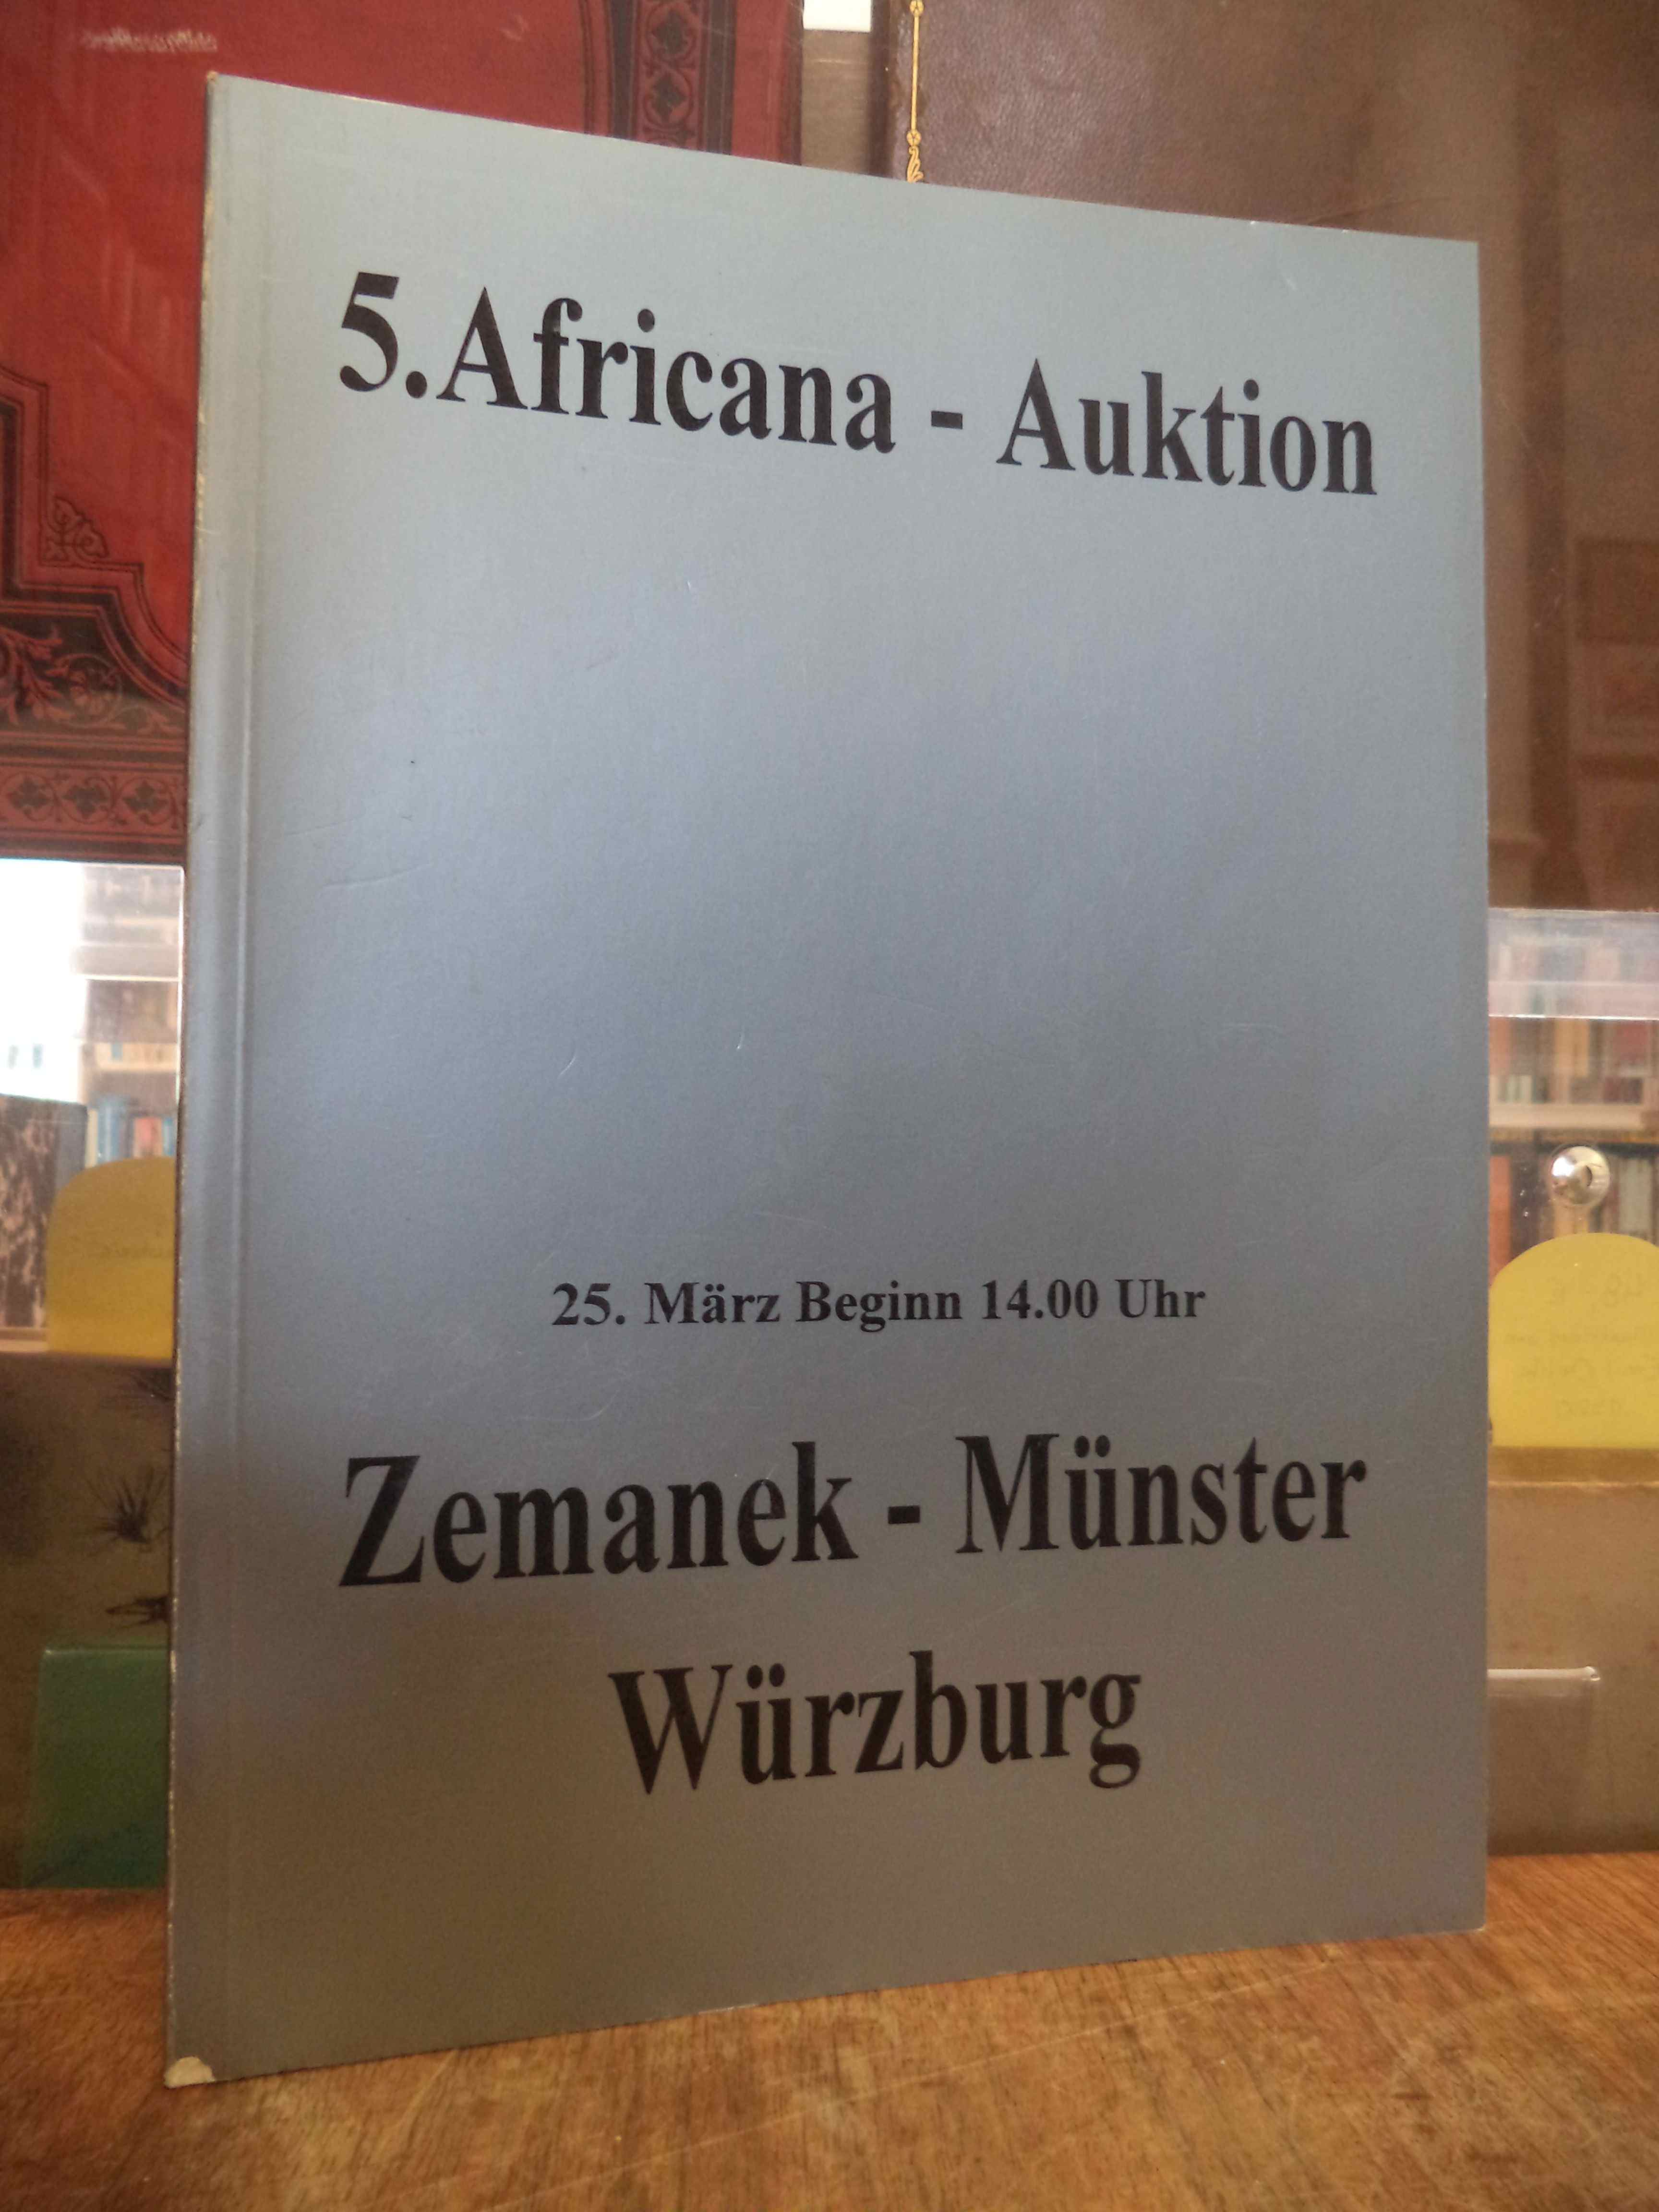 5.Africana - Auktion
25. März Beginn 14.00 Uhr
Zemanek - Münster
Würzburg